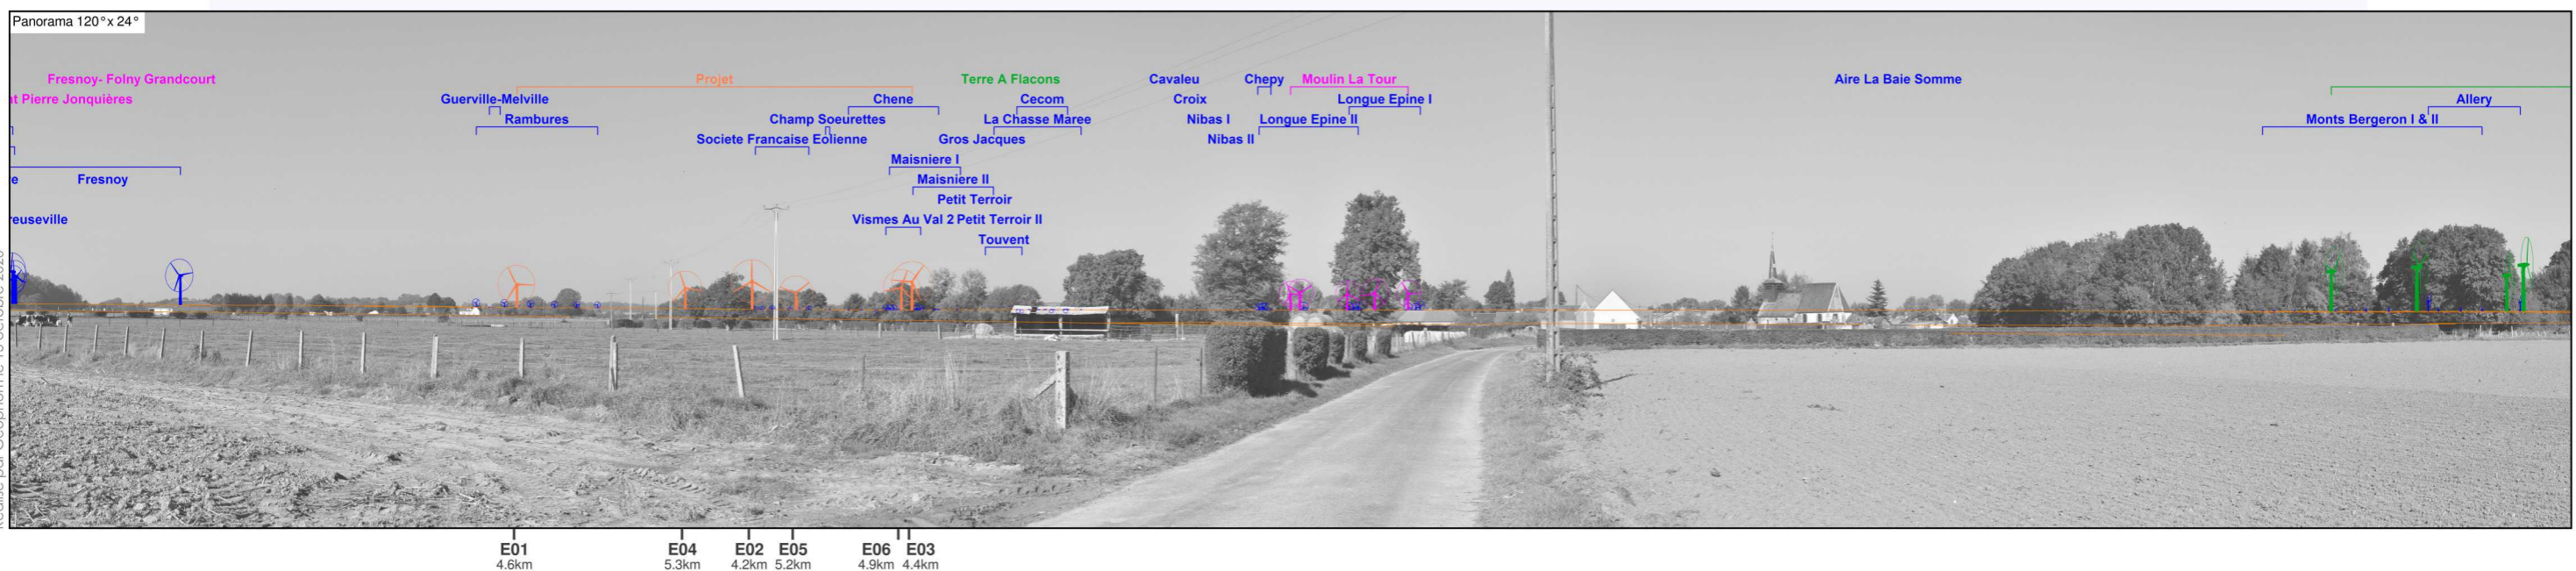 Panorama 120°x 24°
Fresnoy- Folny Grandcourt
Projet
Terre A Flacons
Cavaleu
Chepy
Moulin La Tour
Aire La Baie Somme
nt Pierre Jonquières
Guerville-Melville
Chene
Cecom
Croix
Longue Epine I
Allery
Rambures
Champ Soeurettes
La Chasse Maree
Nibas I
Longue Epine II
Monts Bergeron I & II
Societe Francaise Eolienne
Gros Jacques
Nibas II
Maisniere I
e
Fresnoy
Maisniere II
Petit Terroir
reuseville
Vismes Au Val 2
Petit Terroir II
Touvent
E01
E04
E02
E05
E06
E03
4.6km
5.3km
4.2km
5.2km
4.9km
4.4km